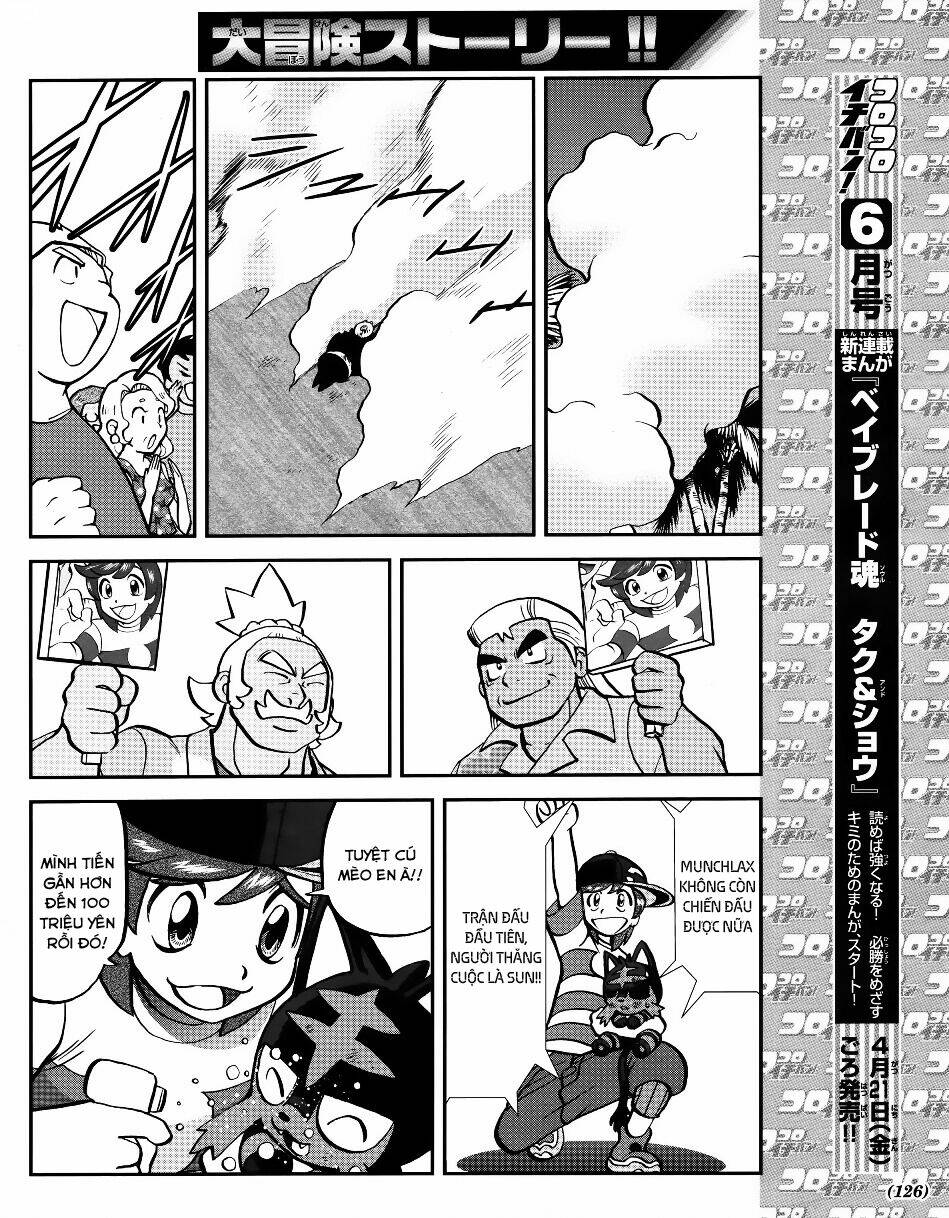 大冒険ストーリー!!
MUNCHLAX
KHÔNG CÒN
CHIẾN ĐẤU
ĐƯỢC NỮA
TRẬN ĐẤU
ĐẦU TIÊN,
NGƯỜI THẮNG
CUỘC LÀ SUN!!
TUYỆT CÚ
MÈO EN À!!
MÌNH TIẾN
GẦN HƠN
ĐẾN 100
TRIỆU YÊN
RỒI ĐÓ!
コロコロ
イチバン!
6月号
新連載
まんが
『ベイブレード魂 タク&ショウ』
読めば強くなる! 必勝をめざす
キミのためのまんが、スタート!
4月21日(金)
ごろ発売!!
(126)